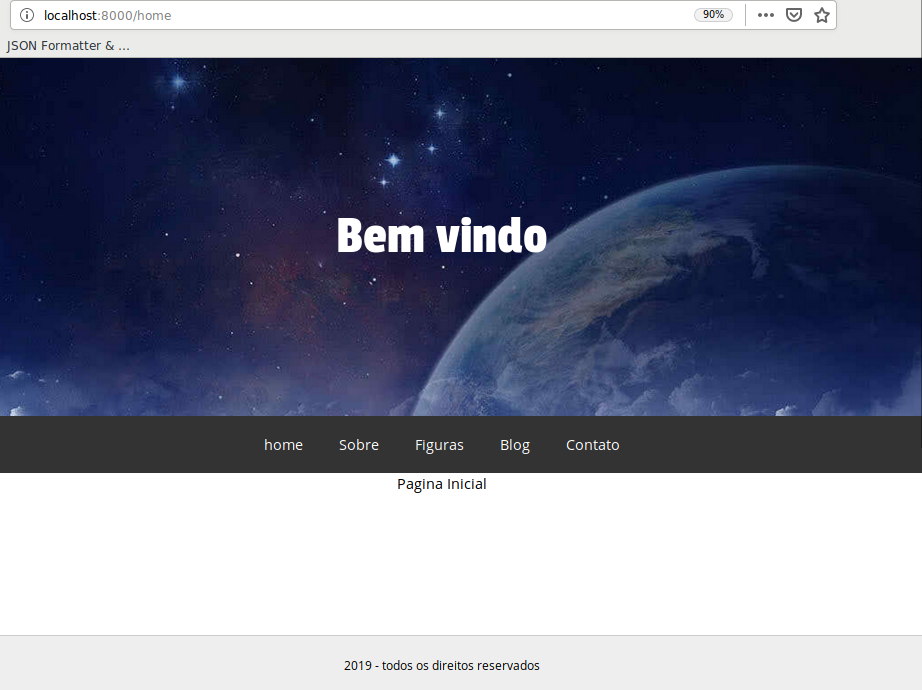 localhost:8000/home
90%
JSON Formatter & ...
Bem vindo
home Sobre Figuras Blog Contato
Pagina Inicial
2019 - todos os direitos reservados